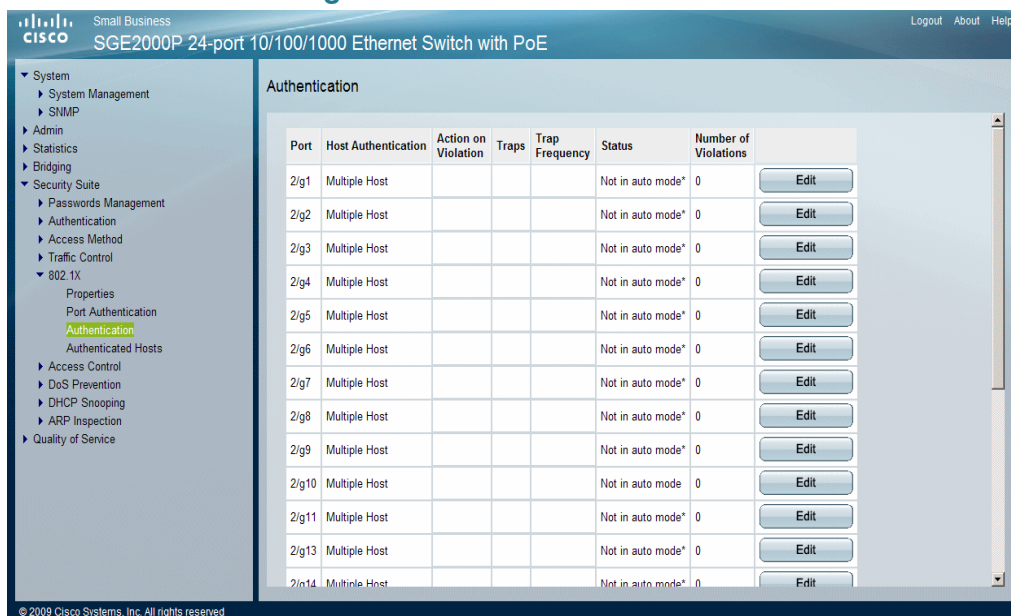 Small Business
CISCO SGE2000P 24-port 10/100/1000 Ethernet Switch with PoE
Logout About Help
System
System Management
SNMP
Admin
Statistics
Bridging
Security Suite
Passwords Management
Authentication
Access Method
Traffic Control
802.1X
Properties
Port Authentication
Authentication
Authenticated Hosts
Access Control
DoS Prevention
DHCP Snooping
ARP Inspection
Quality of Service
Authentication
Port Host Authentication Action on Violation Traps Trap Frequency Status Number of Violations
2/g1 Multiple Host Not in auto mode* 0 Edit
2/g2 Multiple Host Not in auto mode* 0 Edit
2/g3 Multiple Host Not in auto mode* 0 Edit
2/g4 Multiple Host Not in auto mode* 0 Edit
2/g5 Multiple Host Not in auto mode* 0 Edit
2/g6 Multiple Host Not in auto mode* 0 Edit
2/g7 Multiple Host Not in auto mode* 0 Edit
2/g8 Multiple Host Not in auto mode* 0 Edit
2/g9 Multiple Host Not in auto mode* 0 Edit
2/g10 Multiple Host Not in auto mode 0 Edit
2/g11 Multiple Host Not in auto mode* 0 Edit
2/g13 Multiple Host Not in auto mode* 0 Edit
2/g14 Multiple Host Not in auto mode* 0 Edit
© 2009 Cisco Systems, Inc. All rights reserved